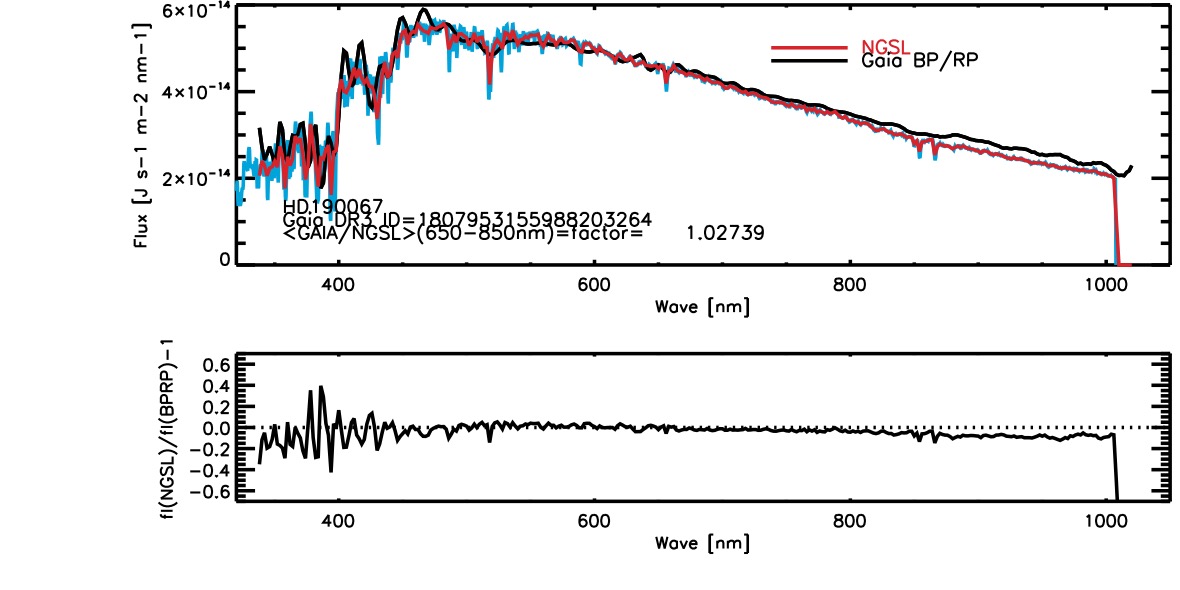 6×10−14
4×10−14
2×10−14
0
Flux [J s−1 m−2 nm−1]
NGSL
Gaia BP/RP
HD190067
Gaia DR3 ID=1807953155988203264
<GAIA/NGSL>(650−850nm)=factor= 1.02739
400 600 800 1000
Wave [nm]
fl(NGSL)/fl(BPRP)−1
0.6
0.4
0.2
0.0
−0.2
−0.4
−0.6
400 600 800 1000
Wave [nm]